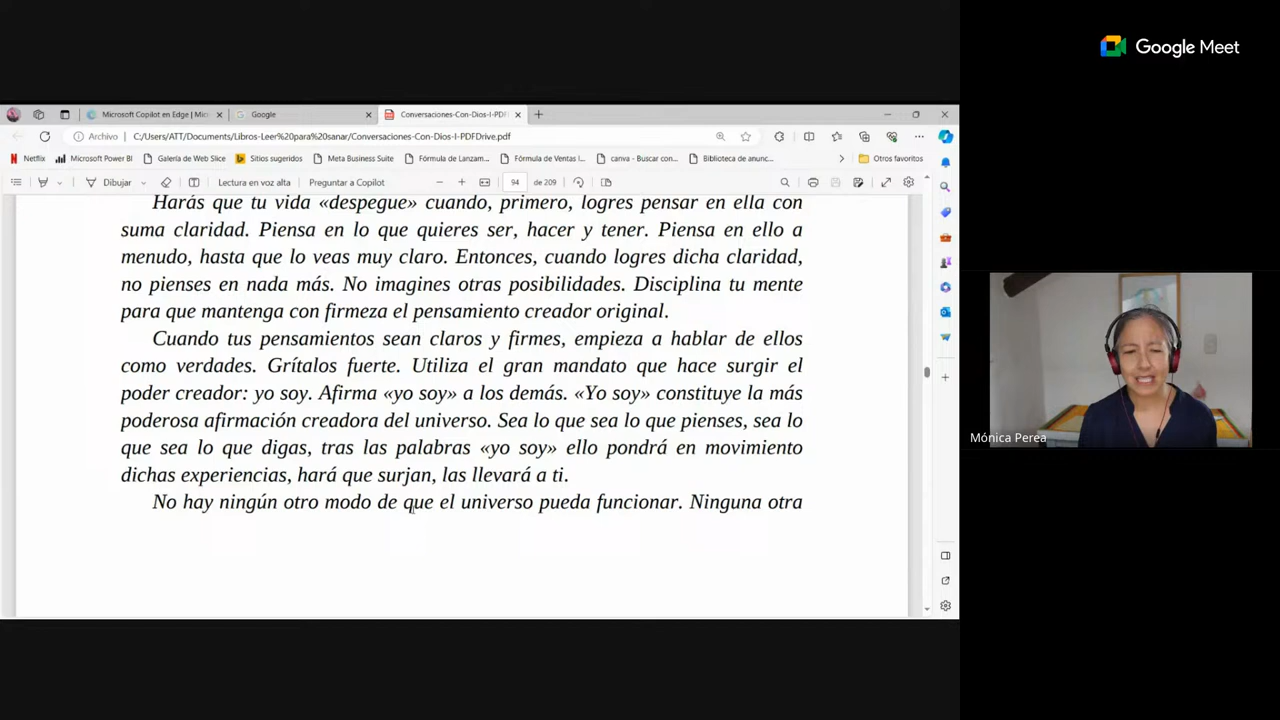 Google Meet
Microsoft Copilot en Edge | Mic
Google
Conversaciones-Con-Dios-I-PDF
Archivo
C:/Users/ATT/Documents/Libros-Leer%20para%20sanar/Conversaciones-Con-Dios-I-PDFDrive.pdf
Netflix
Microsoft Power BI
Galería de Web Slice
Sitios sugeridos
Meta Business Suite
Fórmula de Lanzam...
Fórmula de Ventas I...
canva - Buscar con...
Biblioteca de anunc...
Otros favoritos
Dibujar
Lectura en voz alta
Preguntar a Copilot
94
de 209
Harás que tu vida «despegue» cuando, primero, logres pensar en ella con
suma claridad. Piensa en lo que quieres ser, hacer y tener. Piensa en ello a
menudo, hasta que lo veas muy claro. Entonces, cuando logres dicha claridad,
no pienses en nada más. No imagines otras posibilidades. Disciplina tu mente
para que mantenga con firmeza el pensamiento creador original.
Cuando tus pensamientos sean claros y firmes, empieza a hablar de ellos
como verdades. Grítalos fuerte. Utiliza el gran mandato que hace surgir el
poder creador: yo soy. Afirma «yo soy» a los demás. «Yo soy» constituye la más
poderosa afirmación creadora del universo. Sea lo que sea lo que pienses, sea lo
que sea lo que digas, tras las palabras «yo soy» ello pondrá en movimiento
dichas experiencias, hará que surjan, las llevará a ti.
No hay ningún otro modo de que el universo pueda funcionar. Ninguna otra
Mónica Perea